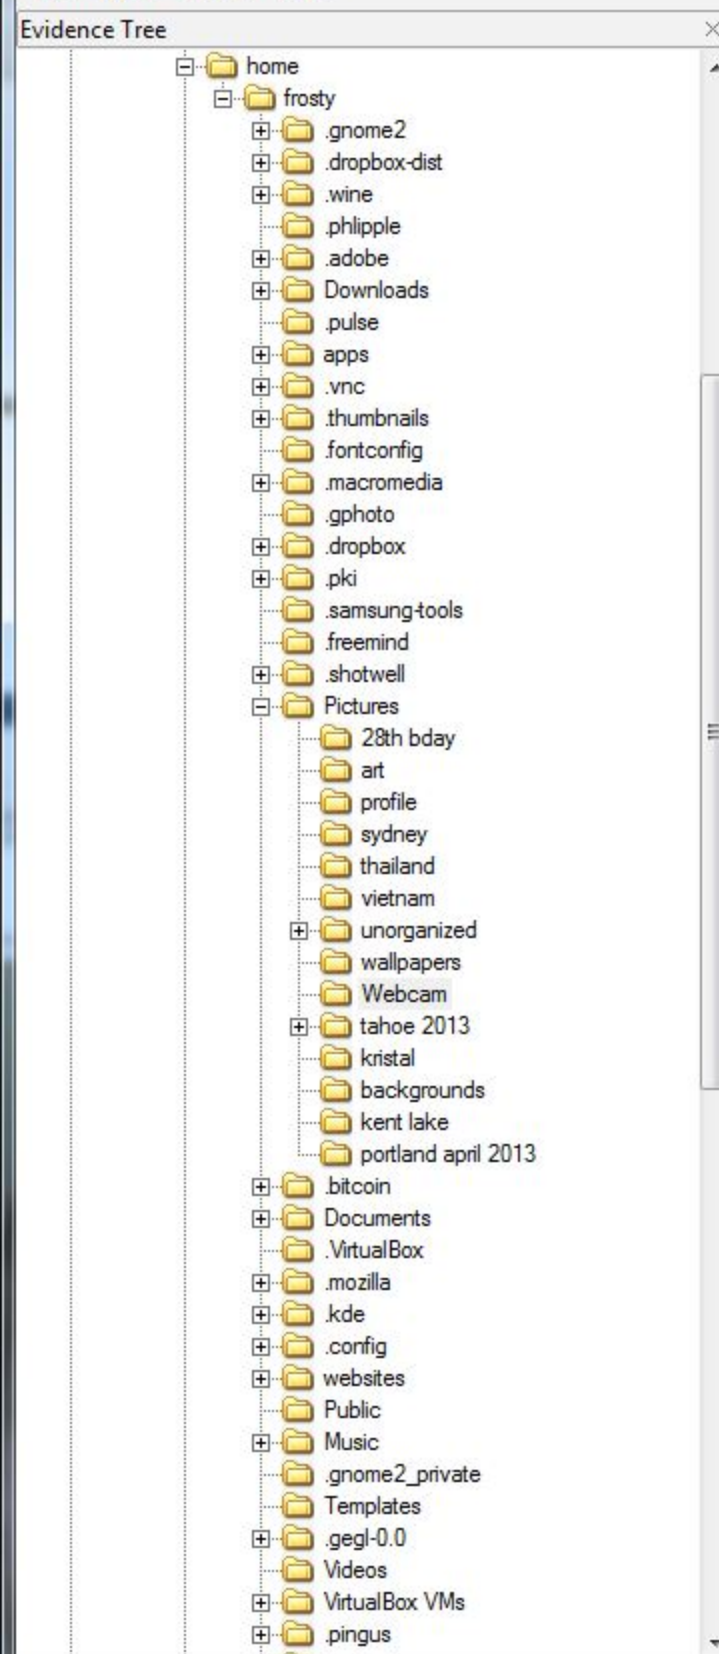 Evidence Tree
home
frosty
.gnome2
.dropbox-dist
.wine
.phlipple
.adobe
Downloads
.pulse
apps
.vnc
.thumbnails
.fontconfig
.macromedia
.gphoto
.dropbox
.pki
.samsung-tools
.freemind
.shotwell
Pictures
28th bday
art
profile
sydney
thailand
vietnam
unorganized
wallpapers
Webcam
tahoe 2013
kristal
backgrounds
kent lake
portland april 2013
.bitcoin
Documents
.VirtualBox
.mozilla
.kde
.config
websites
Public
Music
.gnome2_private
Templates
.gegl-0.0
Videos
VirtualBox VMs
.pingus